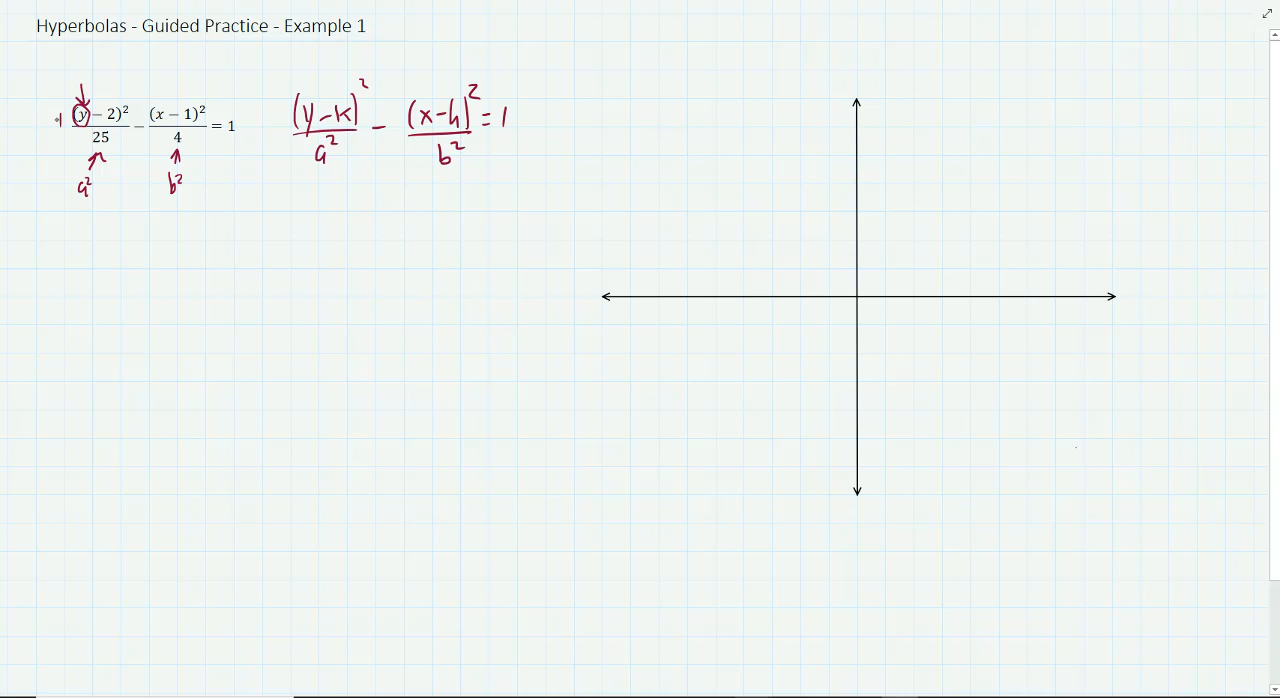 Hyperbolas - Guided Practice - Example 1
(y − 2)²/25 − (x − 1)²/4 = 1
(y − k)²/a² − (x − h)²/b² = 1
a² b²